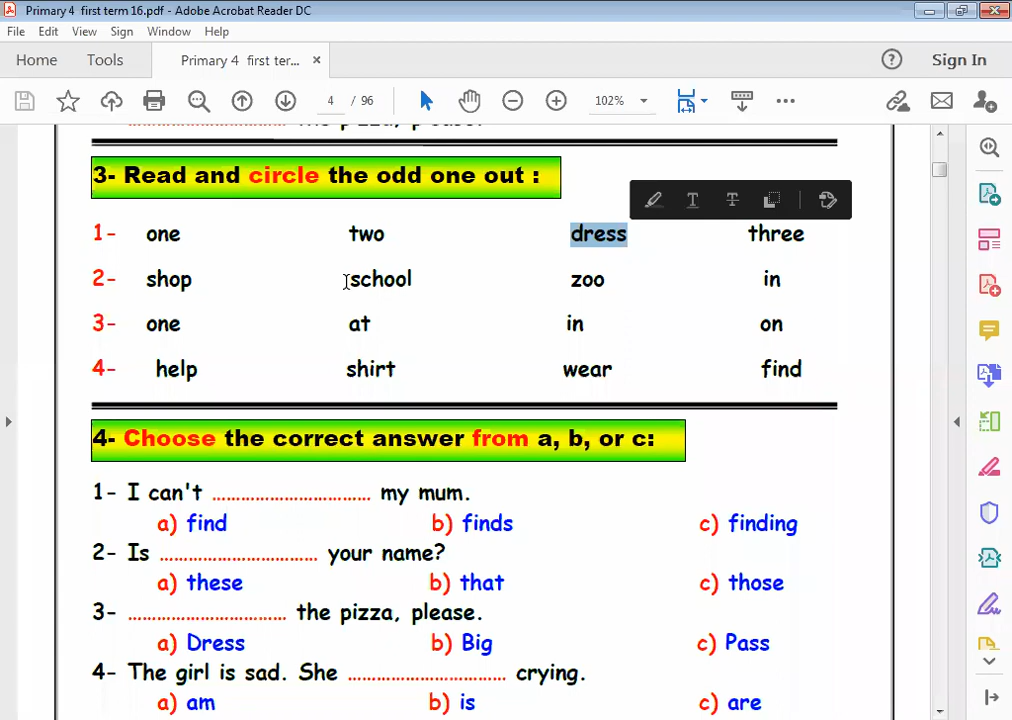 Primary 4 first term 16.pdf - Adobe Acrobat Reader DC
File Edit View Sign Window Help
Home Tools Primary 4 first ter... × ? Sign In
4 / 96 102%
.............................. the pizza, please.
3- Read and circle the odd one out :
1- one two dress three
2- shop school zoo in
3- one at in on
4- help shirt wear find
4- Choose the correct answer from a, b, or c:
1- I can't .............................. my mum.
a) find b) finds c) finding
2- Is .............................. your name?
a) these b) that c) those
3- .............................. the pizza, please.
a) Dress b) Big c) Pass
4- The girl is sad. She .............................. crying.
a) am b) is c) are